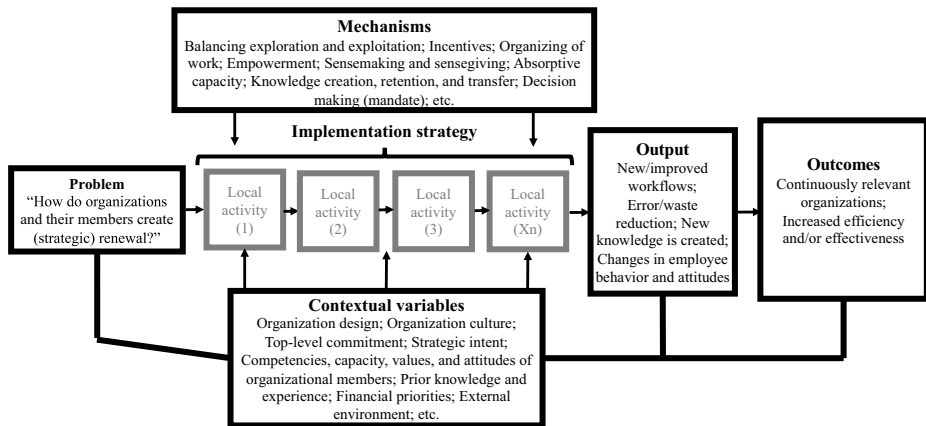 Mechanisms
Balancing exploration and exploitation; Incentives; Organizing of
work; Empowerment; Sensemaking and sensegiving; Absorptive
capacity; Knowledge creation, retention, and transfer; Decision
making (mandate); etc.
Implementation strategy
Problem
“How do organizations
and their members create
(strategic) renewal?”
Local
activity
(1)
Local
activity
(2)
Local
activity
(3)
Local
activity
(Xn)
Output
New/improved
workflows;
Error/waste
reduction; New
knowledge is created;
Changes in employee
behavior and attitudes
Outcomes
Continuously relevant
organizations;
Increased efficiency
and/or effectiveness
Contextual variables
Organization design; Organization culture;
Top-level commitment; Strategic intent;
Competencies, capacity, values, and attitudes of
organizational members; Prior knowledge and
experience; Financial priorities; External
environment; etc.